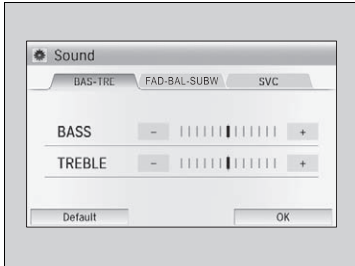 Sound
BAS-TRE FAD-BAL-SUBW SVC
BASS - +
TREBLE - +
Default OK